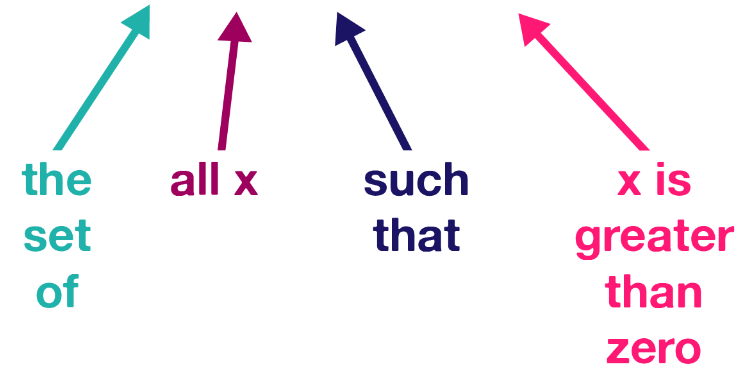 the
set
of
all x
such
that
x is
greater
than
zero